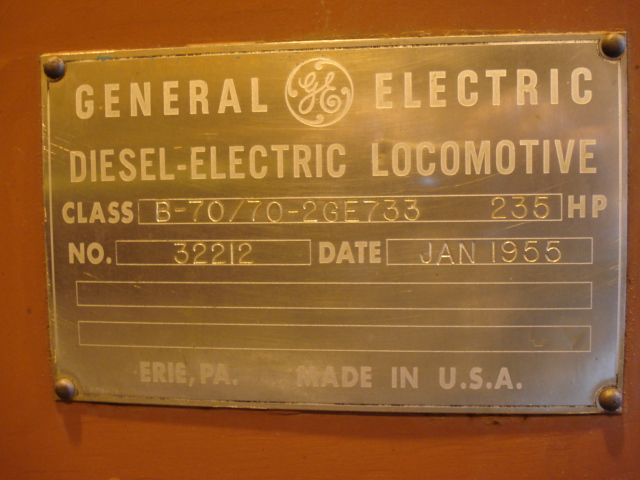 GENERAL GE ELECTRIC
DIESEL-ELECTRIC LOCOMOTIVE
CLASS B-70/70-2GE733 235 HP
NO. 32212 DATE JAN 1955
ERIE, PA. MADE IN U.S.A.